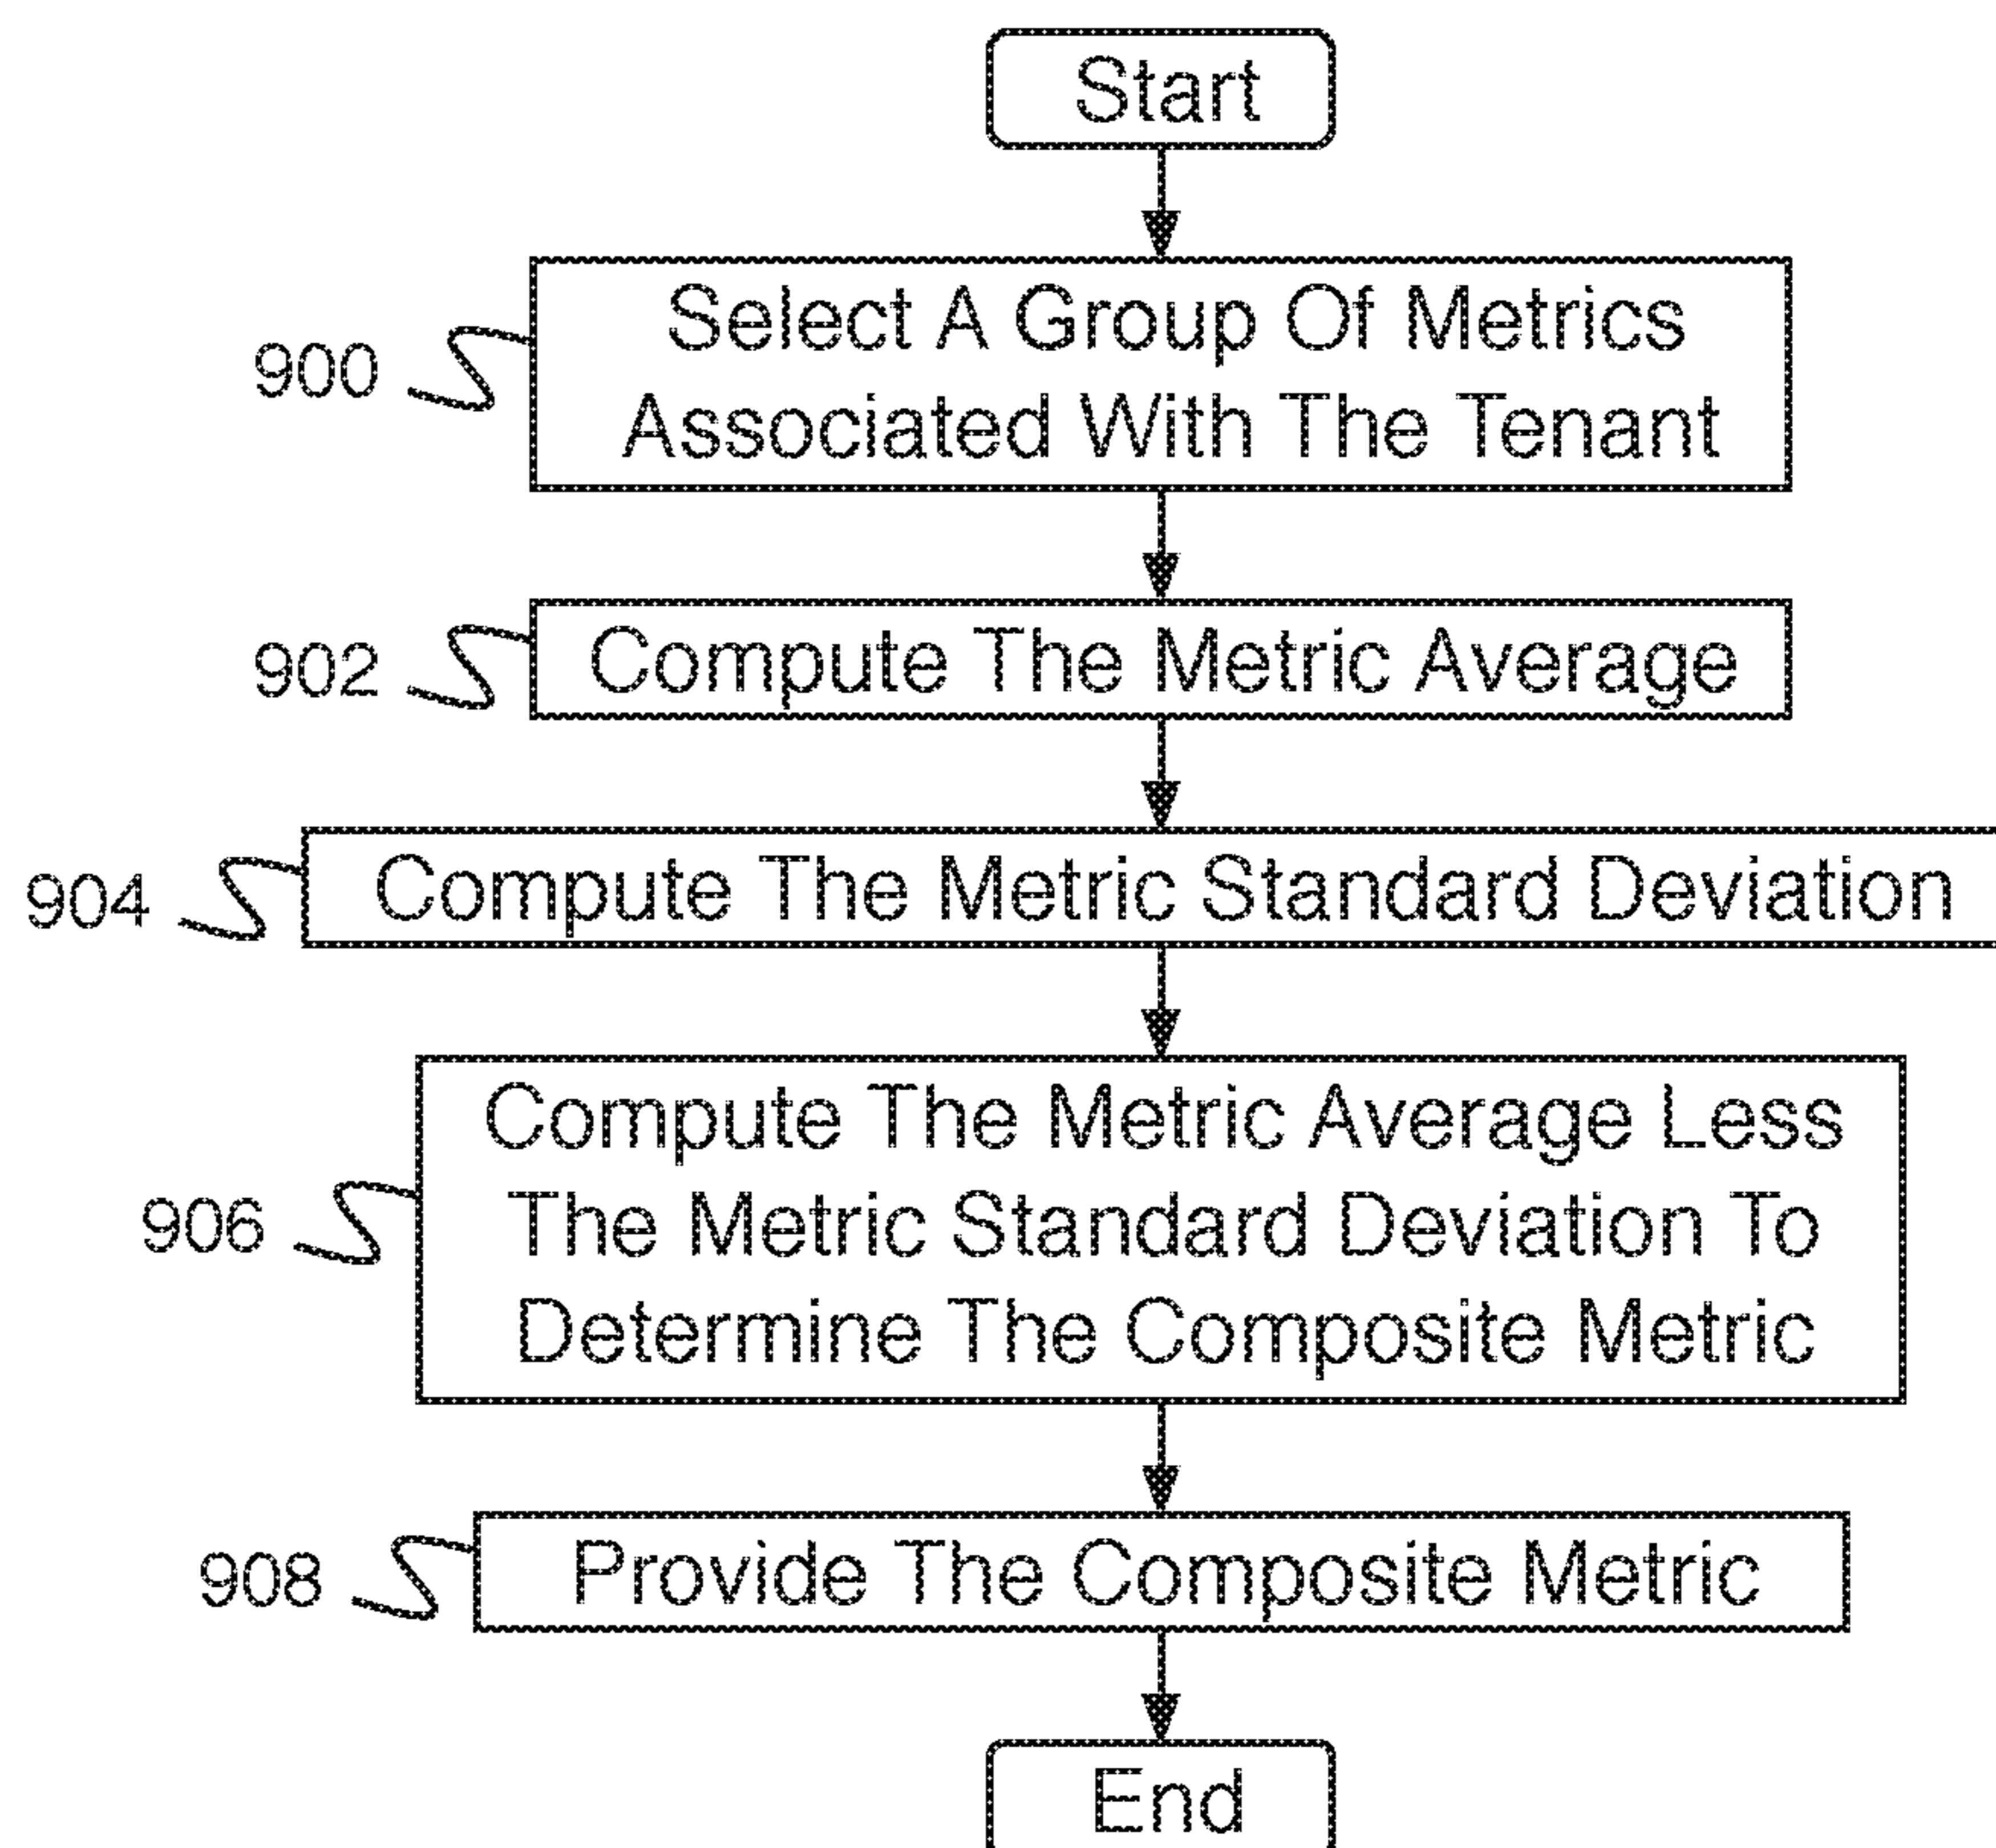 Start
900
Select A Group Of Metrics
Associated With The Tenant
902
Compute The Metric Average
904
Compute The Metric Standard Deviation
906
Compute The Metric Average Less
The Metric Standard Deviation To
Determine The Composite Metric
908
Provide The Composite Metric
End